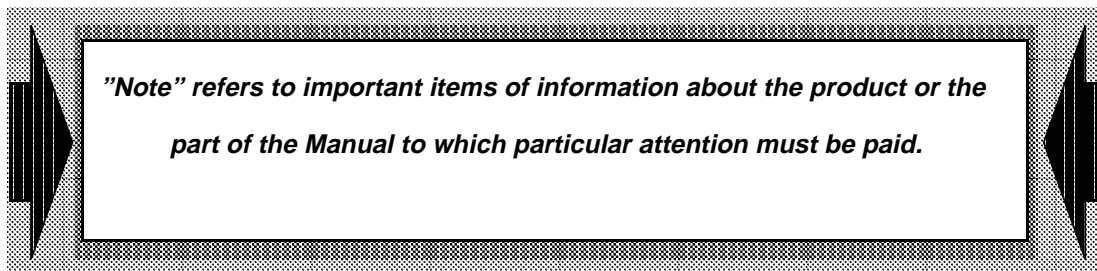 ”Note” refers to important items of information about the product or the
part of the Manual to which particular attention must be paid.